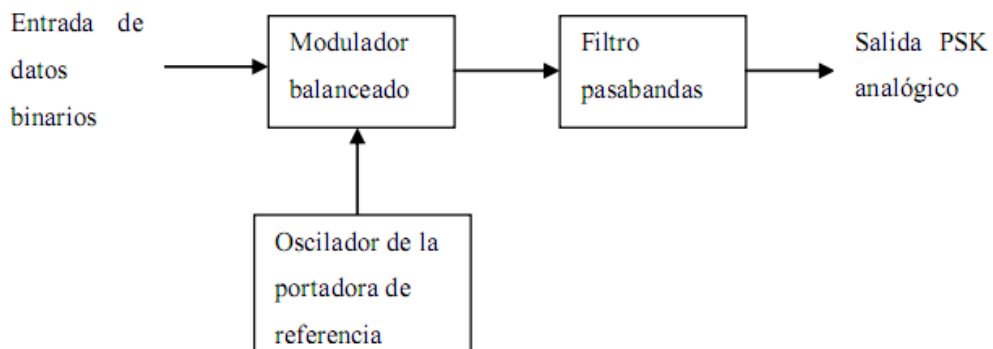 Entrada de
datos
binarios
Modulador
balanceado
Filtro
pasabandas
Salida PSK
analógico
Oscilador de la
portadora de
referencia